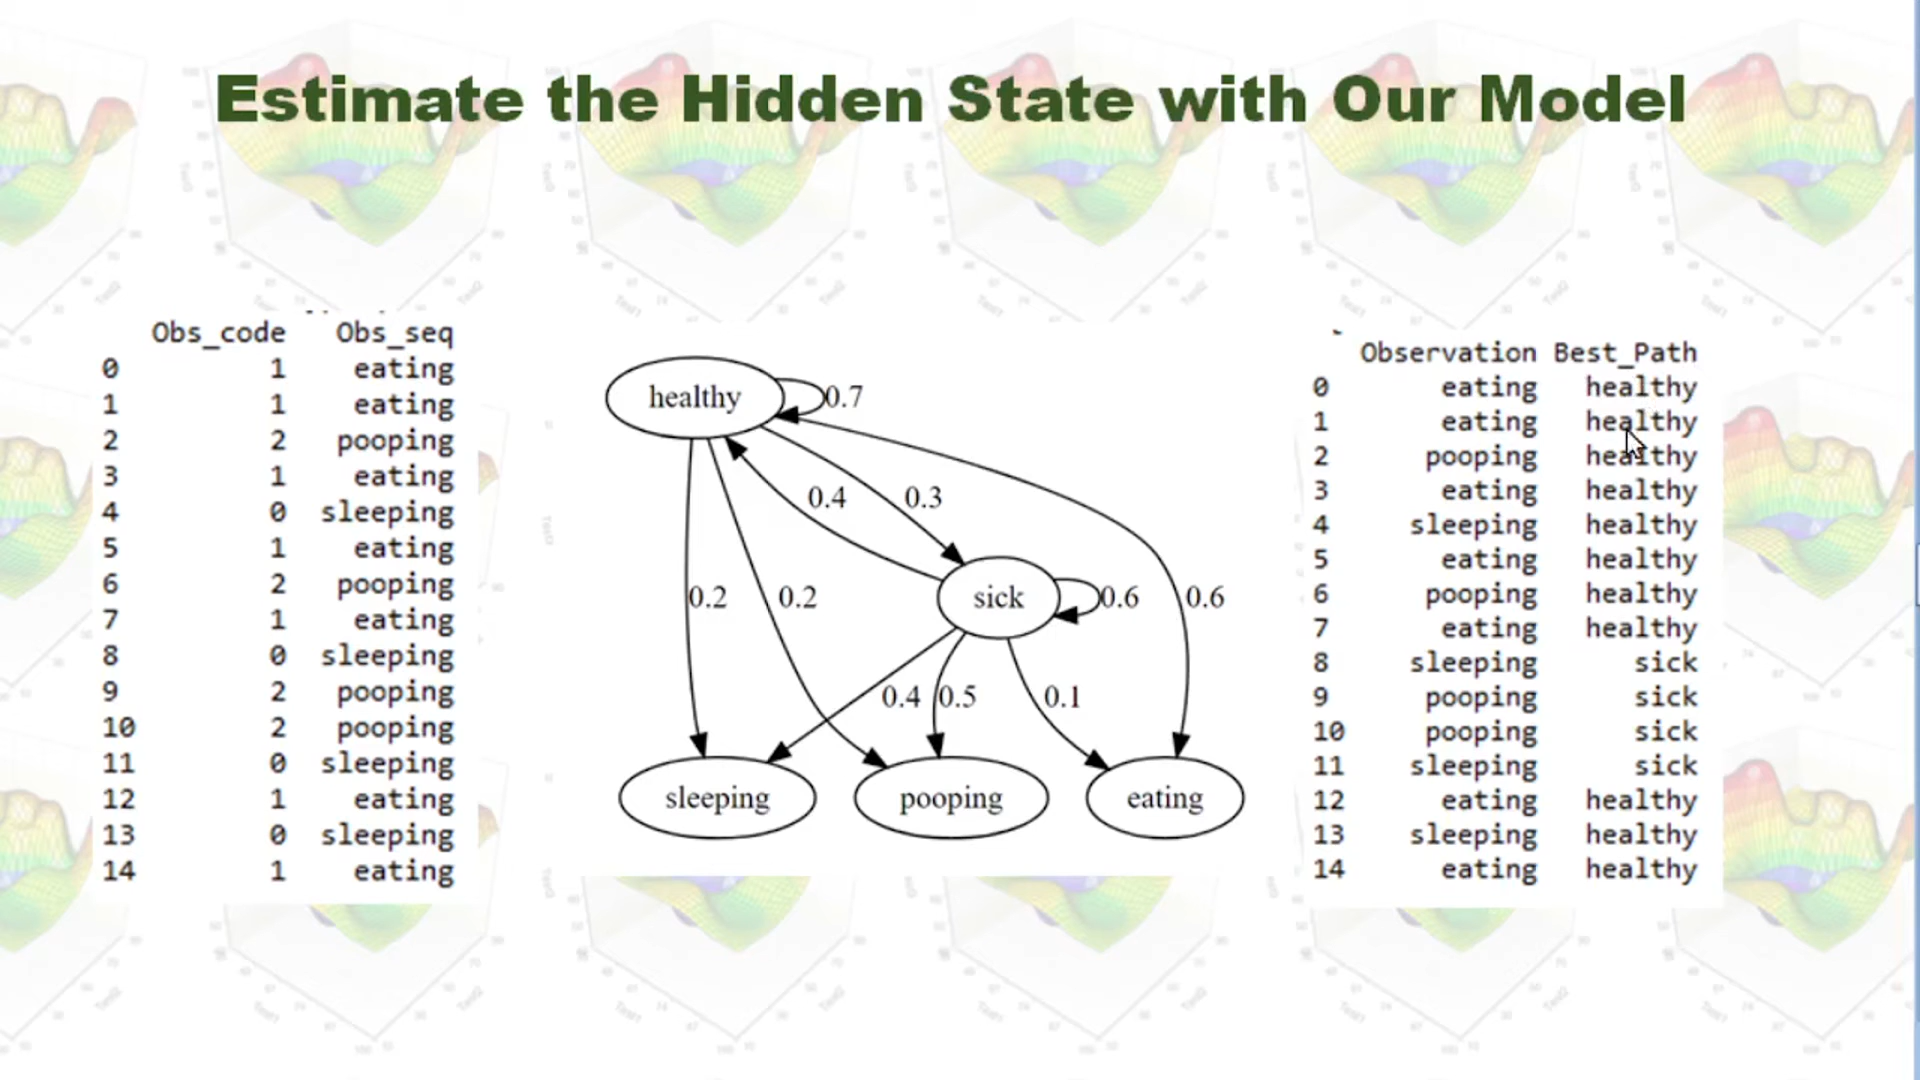 Estimate the Hidden State with Our Model
Obs_code Obs_seq
0 1 eating
1 1 eating
2 2 pooping
3 1 eating
4 0 sleeping
5 1 eating
6 2 pooping
7 1 eating
8 0 sleeping
9 2 pooping
10 2 pooping
11 0 sleeping
12 1 eating
13 0 sleeping
14 1 eating
healthy
0.7
0.4
0.3
0.2
0.2
sick
0.6
0.6
0.4
0.5
0.1
sleeping
pooping
eating
Observation Best_Path
0 eating healthy
1 eating healthy
2 pooping healthy
3 eating healthy
4 sleeping healthy
5 eating healthy
6 pooping healthy
7 eating healthy
8 sleeping sick
9 pooping sick
10 pooping sick
11 sleeping sick
12 eating healthy
13 sleeping healthy
14 eating healthy